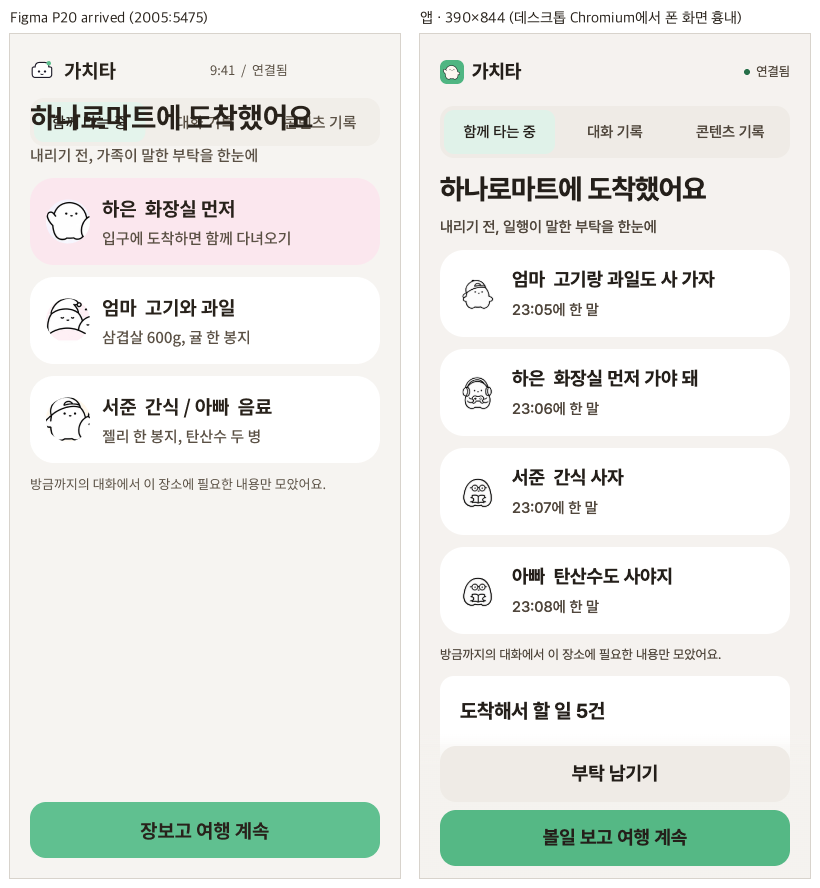 Figma P20 arrived (2005:5475)
가치타
9:41 / 연결됨
하나로마트에 도착했어요
함께 타는 중
대화 기록
콘텐츠 기록
내리기 전, 가족이 말한 부탁을 한눈에
하은 화장실 먼저
입구에 도착하면 함께 다녀오기
엄마 고기와 과일
삼겹살 600g, 귤 한 봉지
서준 간식 / 아빠 음료
젤리 한 봉지, 탄산수 두 병
방금까지의 대화에서 이 장소에 필요한 내용만 모았어요.
장보고 여행 계속
앱 · 390×844 (데스크톱 Chromium에서 폰 화면 흉내)
가치타
연결됨
함께 타는 중
대화 기록
콘텐츠 기록
하나로마트에 도착했어요
내리기 전, 일행이 말한 부탁을 한눈에
엄마 고기랑 과일도 사 가자
23:05에 한 말
하은 화장실 먼저 가야 돼
23:06에 한 말
서준 간식 사자
23:07에 한 말
아빠 탄산수도 사야지
23:08에 한 말
방금까지의 대화에서 이 장소에 필요한 내용만 모았어요.
도착해서 할 일 5건
부탁 남기기
볼일 보고 여행 계속